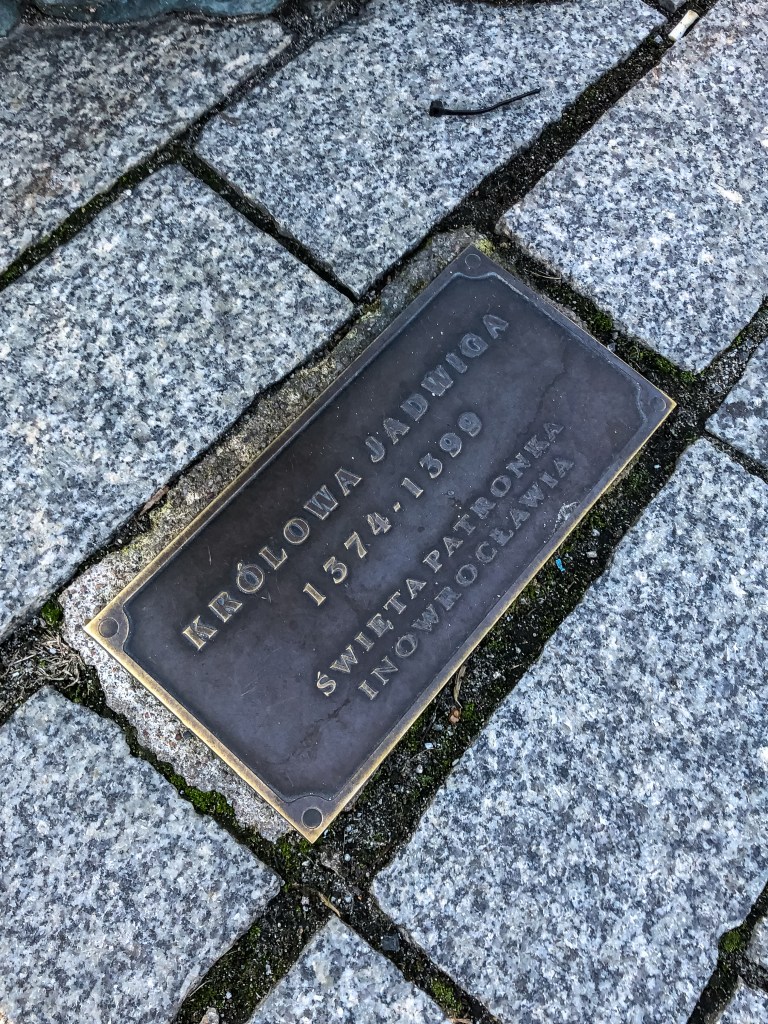 KRÓLOWA JADWIGA
1374-1399
ŚWIĘTA PATRONKA
INOWROCŁAWIA